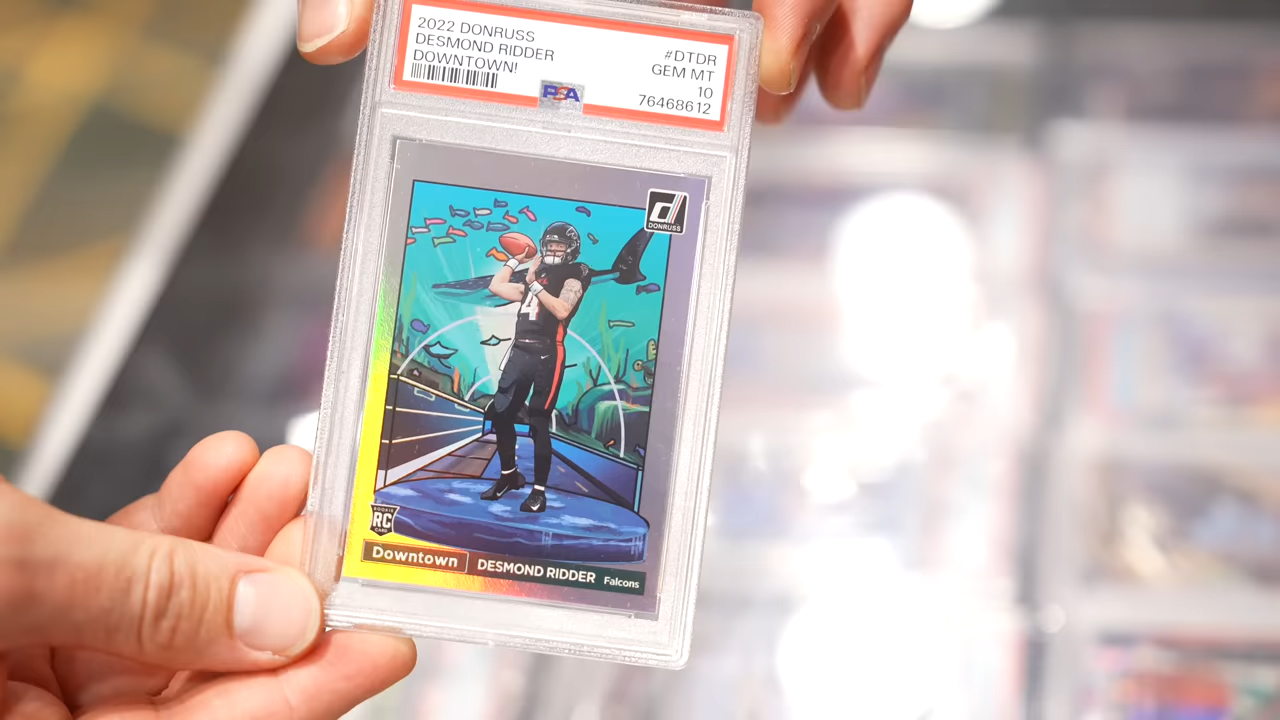 2022 DONRUSS
DESMOND RIDDER
DOWNTOWN!
#DTDR
GEM MT
10
76468612
PSA
d
DONRUSS
4
ROOKIE
RC
CARD
Downtown
DESMOND RIDDER
Falcons